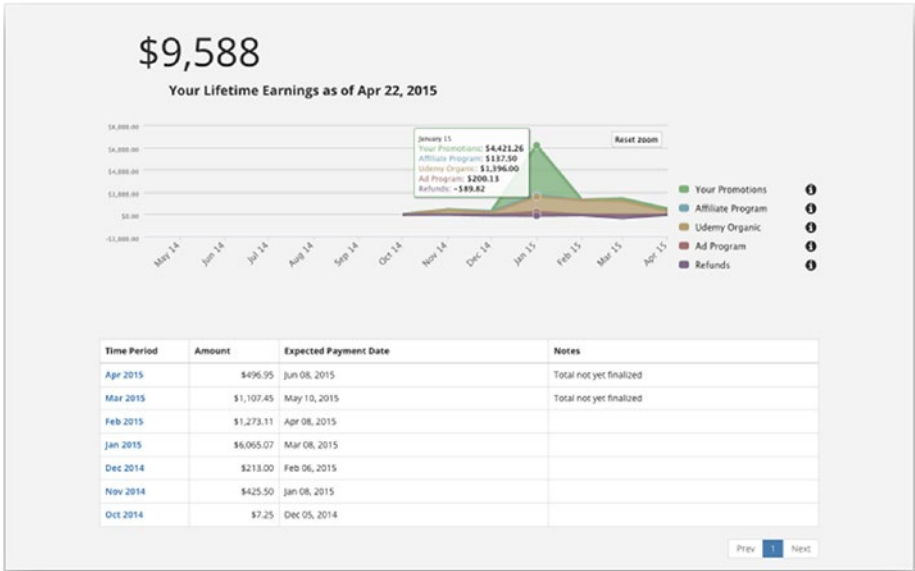 $9,588
Your Lifetime Earnings as of Apr 22, 2015
$8,000.00
$6,000.00
$4,000.00
$2,000.00
$0.00
-$2,000.00
January 15
Your Promotions: $4,421.26
Affiliate Program: $137.50
Udemy Organic: $1,396.00
Ad Program: $200.13
Refunds: -$89.82
Reset zoom
May 14 Jun 14 Jul 14 Aug 14 Sep 14 Oct 14 Nov 14 Dec 14 Jan 15 Feb 15 Mar 15 Apr 15
Your Promotions
Affiliate Program
Udemy Organic
Ad Program
Refunds
Time Period Amount Expected Payment Date Notes
Apr 2015 $496.95 Jun 08, 2015 Total not yet finalized
Mar 2015 $1,107.45 May 10, 2015 Total not yet finalized
Feb 2015 $1,273.11 Apr 08, 2015
Jan 2015 $6,065.07 Mar 08, 2015
Dec 2014 $213.00 Feb 06, 2015
Nov 2014 $425.50 Jan 08, 2015
Oct 2014 $7.25 Dec 05, 2014
Prev 1 Next